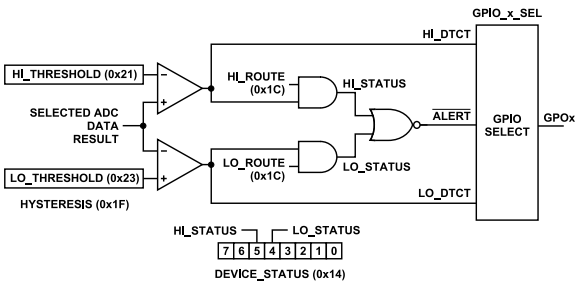 GPIO_x_SEL
HI_DTCT
HI_THRESHOLD (0x21)
–
+
HI_ROUTE
(0x1C)
HI_STATUS
SELECTED ADC
DATA
RESULT
ALERT
GPIO
SELECT
GPOx
–
+
LO_THRESHOLD (0x23)
LO_ROUTE
(0x1C)
LO_STATUS
HYSTERESIS (0x1F)
LO_DTCT
HI_STATUS
LO_STATUS
7 6 5 4 3 2 1 0
DEVICE_STATUS (0x14)